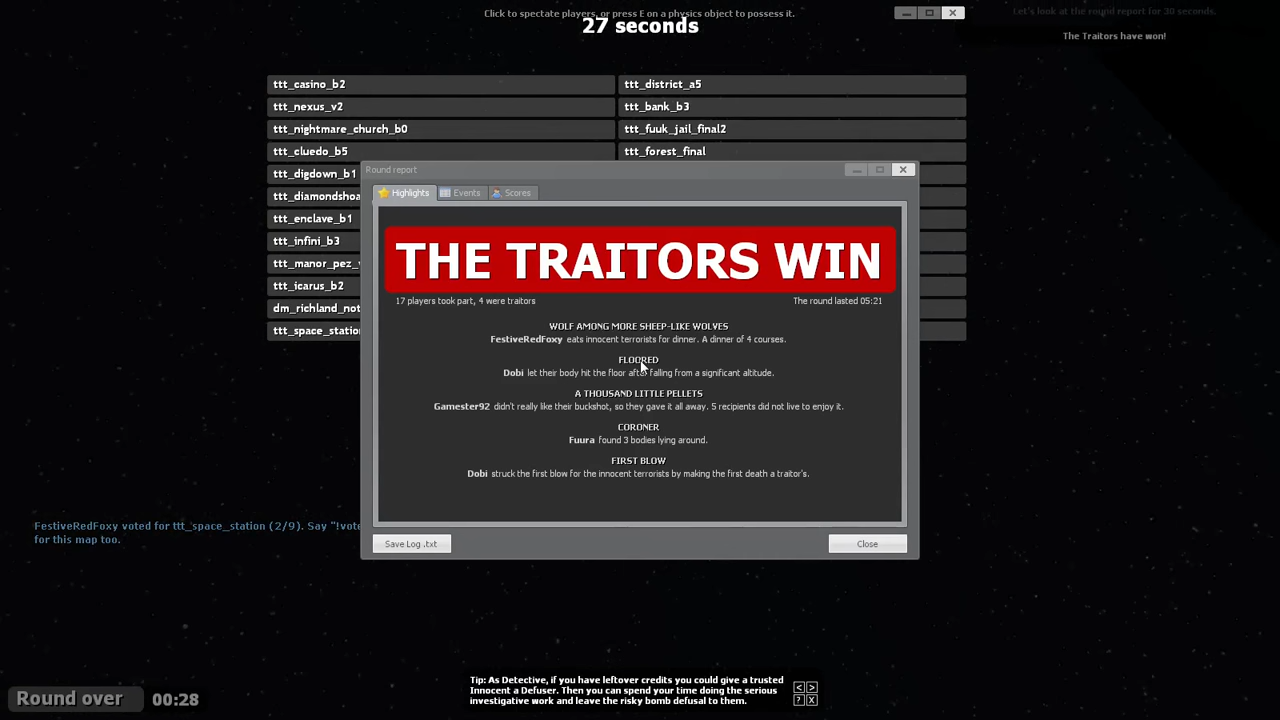 Click to spectate players, or press E on a physics object to possess it.
27 seconds
Let's look at the round report for 30 seconds.
The Traitors have won!
ttt_casino_b2
ttt_district_a5
ttt_nexus_v2
ttt_bank_b3
ttt_nightmare_church_b0
ttt_fuuk_jail_final2
ttt_cluedo_b5
ttt_forest_final
ttt_digdown_b1
ttt_diamondshoa
ttt_enclave_b1
ttt_infini_b3
ttt_manor_pez_
ttt_icarus_b2
dm_richland_not
ttt_space_station
Round report
Highlights
Events
Scores
THE TRAITORS WIN
17 players took part, 4 were traitors
The round lasted 05:21
WOLF AMONG MORE SHEEP-LIKE WOLVES
FestiveRedFoxy eats innocent terrorists for dinner. A dinner of 4 courses.
FLOORED
Dobi let their body hit the floor after falling from a significant altitude.
A THOUSAND LITTLE PELLETS
Gamester92 didn't really like their buckshot, so they gave it all away. 5 recipients did not live to enjoy it.
CORONER
Fuura found 3 bodies lying around.
FIRST BLOW
Dobi struck the first blow for the innocent terrorists by making the first death a traitor's.
Save Log .txt
Close
FestiveRedFoxy voted for ttt_space_station (2/9). Say "!vote
for this map too.
Tip: As Detective, if you have leftover credits you could give a trusted
Innocent a Defuser. Then you can spend your time doing the serious
investigative work and leave the risky bomb defusal to them.
< >
? X
Round over 00:28